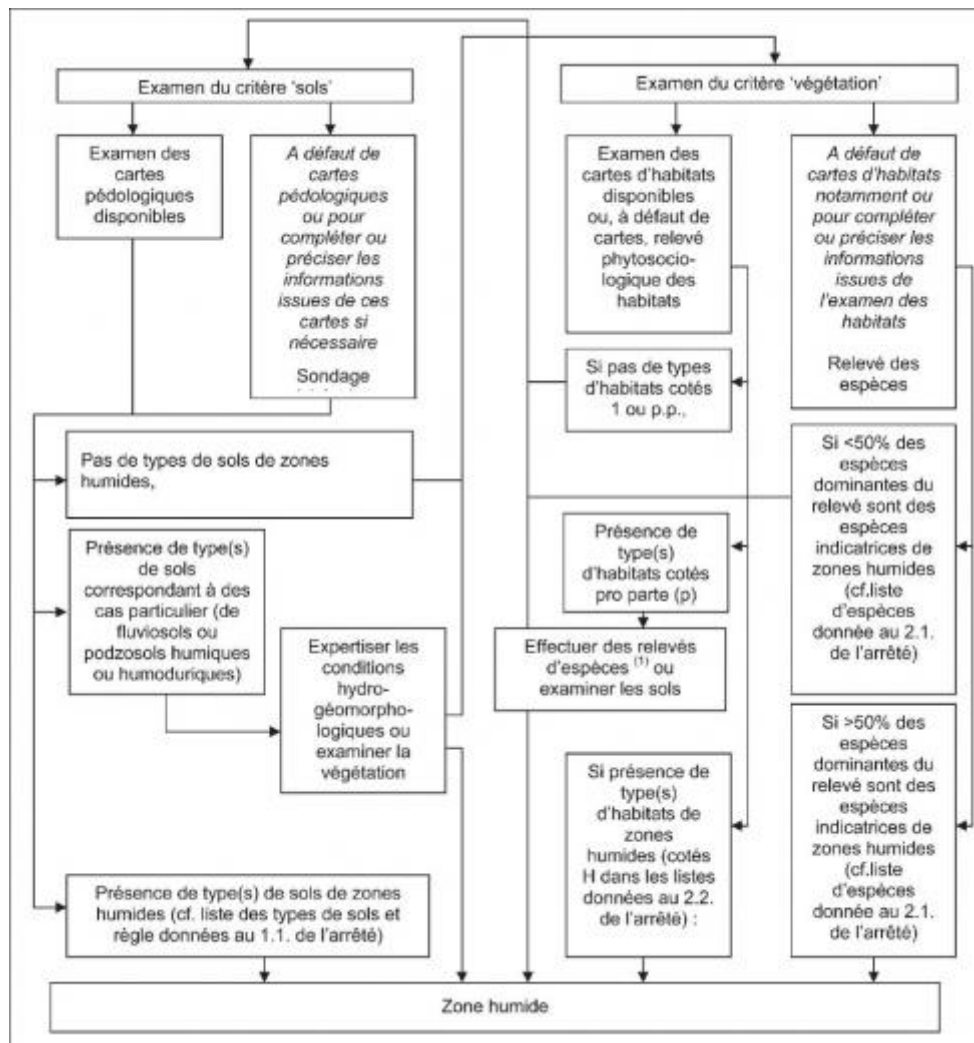 Examen du critère ‘sols’
Examen du critère ‘végétation’
Examen des
cartes
pédologiques
disponibles
A défaut de
cartes
pédologiques
ou pour
compléter ou
préciser les
informations
issues de ces
cartes si
nécessaire
Sondage
Examen des
cartes d’habitats
disponibles
ou, à défaut de
cartes, relevé
phytosocio-
logique des
habitats
A défaut de
cartes d’habitats
notamment ou
pour compléter
ou préciser les
informations
issues de
l’examen des
habitats
Relevé des
espèces
Si pas de types
d’habitats cotés
1 ou p.p.,
Pas de types de sols de zones
humides,
Si <50% des
espèces
dominantes du
relevé sont des
espèces
indicatrices de
zones humides
(cf.liste
d’espèces
donnée au 2.1.
de l’arrêté)
Présence de type(s)
de sols
correspondant à des
cas particulier (de
fluviosols ou
podzosols humiques
ou humoduriques)
Expertiser les
conditions
hydro-
géomorpho-
logiques ou
examiner la
végétation
Présence de
type(s)
d’habitats cotés
pro parte (p)
Effectuer des relevés
d’espèces (1) ou
examiner les sols
Si présence de
type(s)
d’habitats de
zones
humides (cotés
H dans les listes
données au 2.2.
de l’arrêté) :
Si >50% des
espèces
dominantes du
relevé sont des
espèces
indicatrices de
zones humides
(cf.liste
d’espèces
donnée au 2.1.
de l’arrêté)
Présence de type(s) de sols de zones
humides (cf. liste des types de sols et
règle données au 1.1. de l’arrêté)
Zone humide